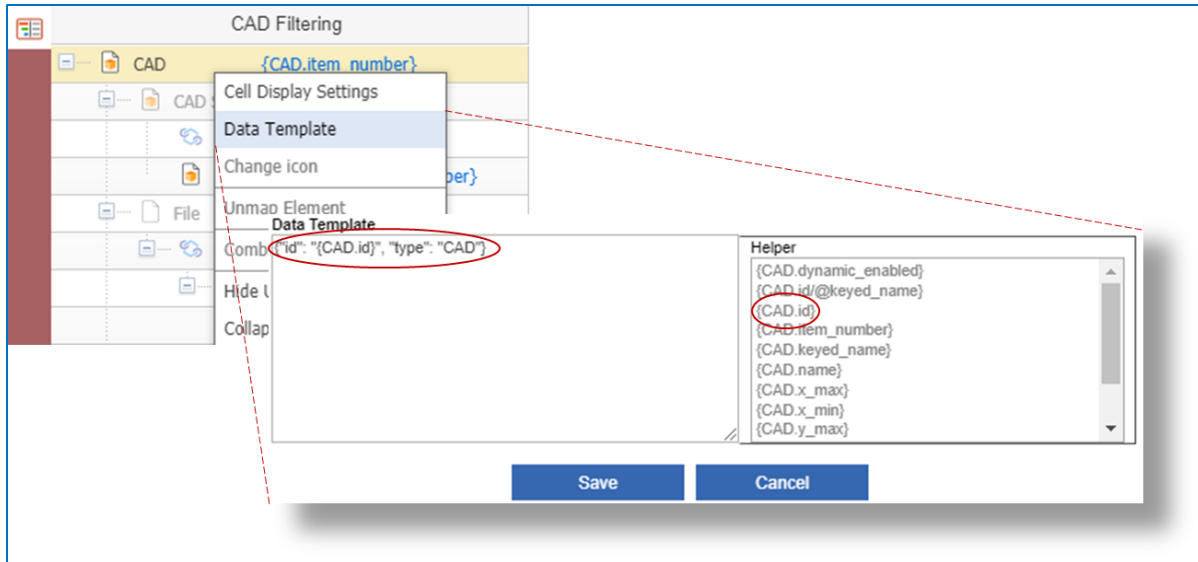 CAD Filtering
CAD {CAD.item_number}
Cell Display Settings
CAD
Data Template
Change icon
ber}
Unmap Element
File
Data Template
Comb
{"id": "{CAD.id}", "type": "CAD"}
Helper
{CAD.dynamic_enabled}
{CAD.id/@keyed_name}
{CAD.id}
{CAD.item_number}
{CAD.keyed_name}
{CAD.name}
{CAD.x_max}
{CAD.x_min}
{CAD.y_max}
Hide
Collap
Save Cancel